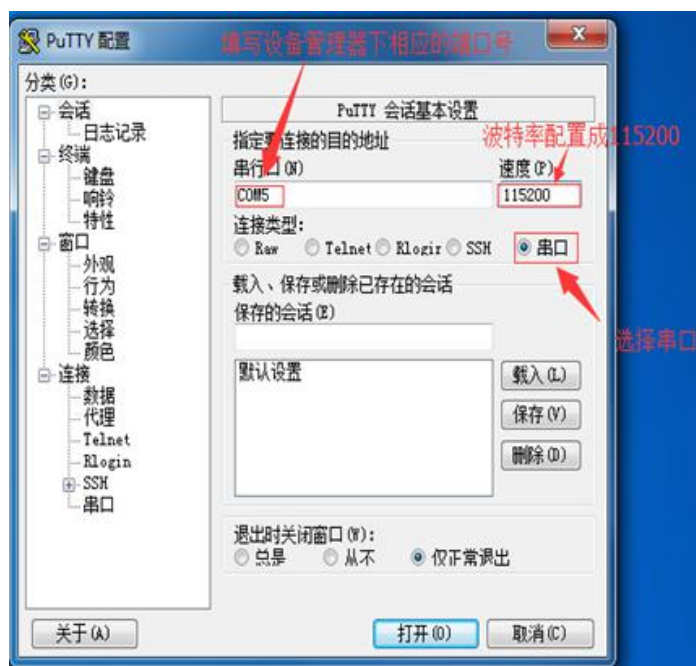 PuTTY 配置
填写设备管理器下相应的端口号
分类(G):
会话
日志记录
终端
键盘
响铃
特性
窗口
外观
行为
转换
选择
颜色
连接
数据
代理
Telnet
Rlogin
SSH
串口
PuTTY 会话基本设置
指定要连接的目的地址
波特率配置成115200
串行口(N)
速度(P)
COM5
115200
连接类型:
Raw Telnet Rlogin SSH 串口
载入、保存或删除已存在的会话
选择串口
保存的会话(E)
默认设置
载入(L)
保存(V)
删除(D)
退出时关闭窗口(W):
总是 从不 仅正常退出
关于(A)
打开(O)
取消(C)